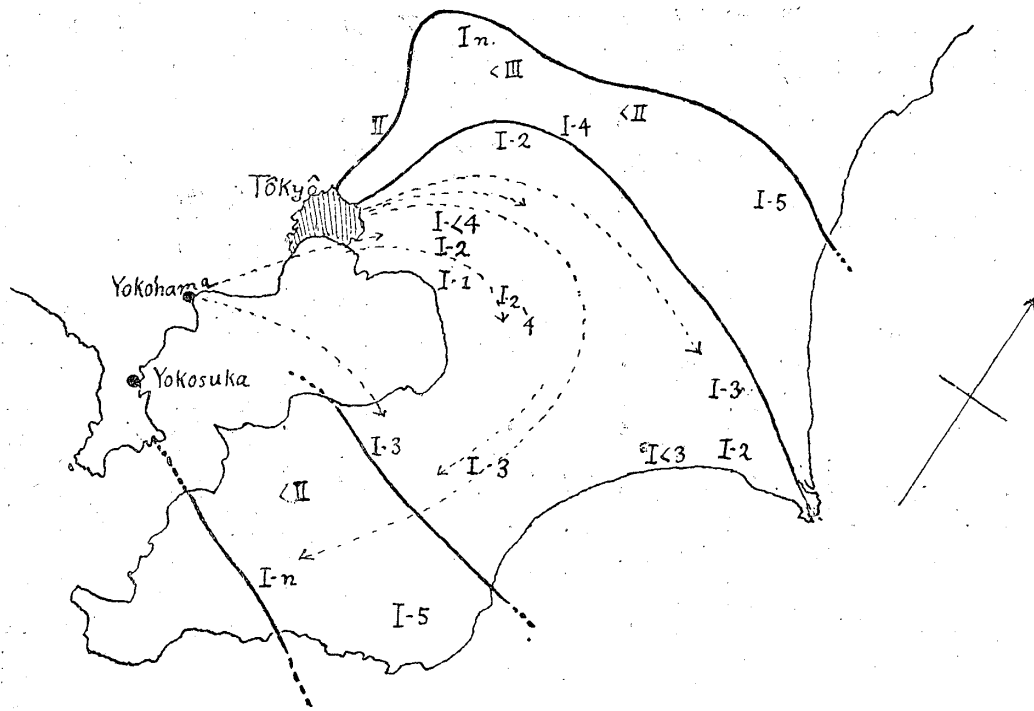 In.
<III
<II
II
I-2
I-4
Tôkyô
I-5
I-<4
I-2
I-1
Yokohama
I-2
4
Yokosuka
I-3
I-3
I-3
I<3
I-2
<II
I-n
I-5